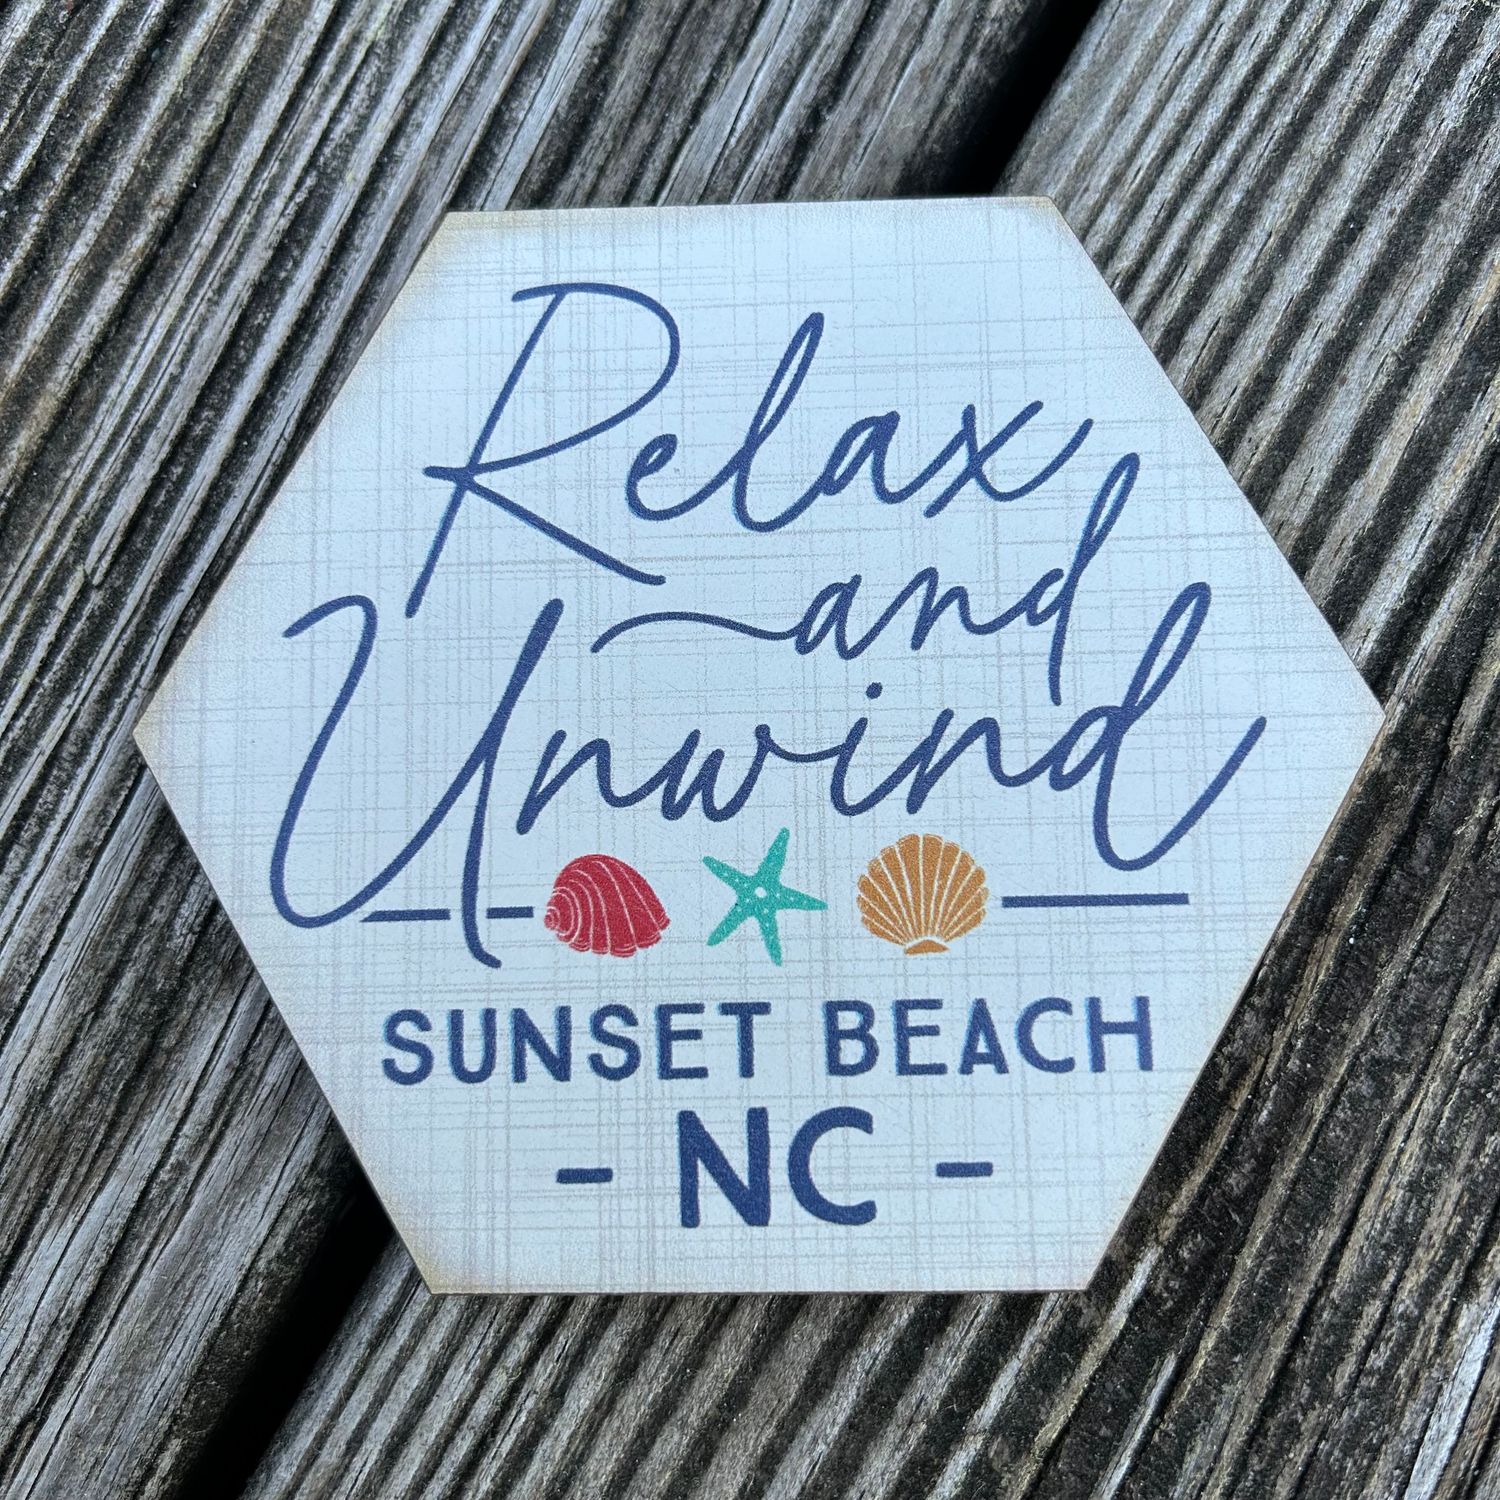 Relax
and
Unwind
SUNSET BEACH
- NC -